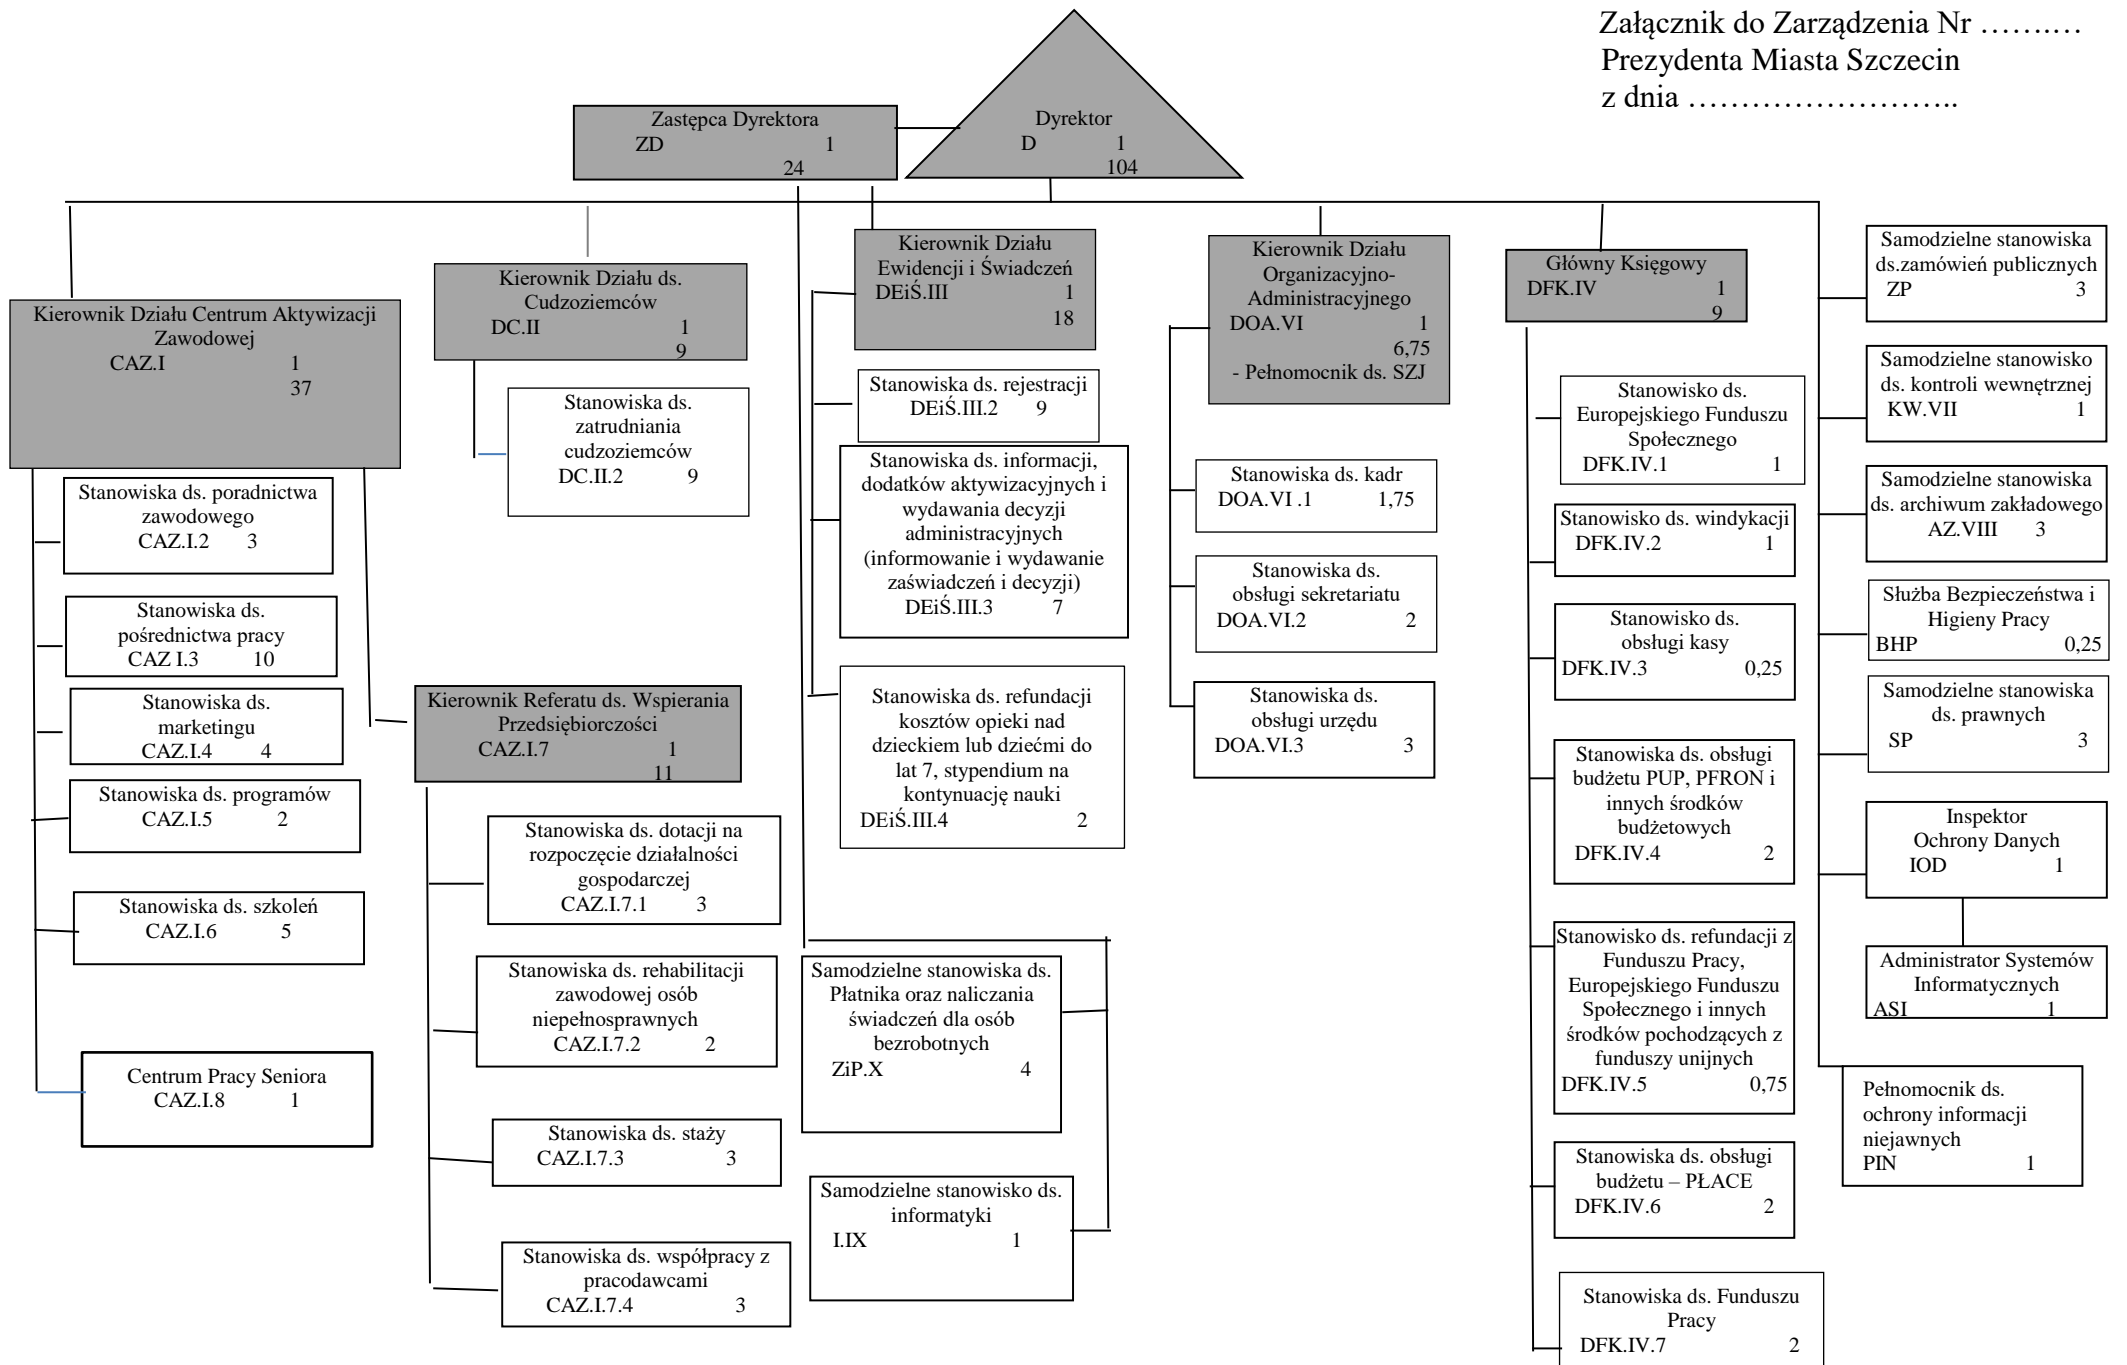 Załącznik do Zarządzenia Nr ……..…
Prezydenta Miasta Szczecin
z dnia ……………………..
Zastępca Dyrektora
ZD 1
24
Dyrektor
D 1
104
Kierownik Działu Centrum Aktywizacji
Zawodowej
CAZ.I 1
37
Stanowiska ds. poradnictwa
zawodowego
CAZ.I.2 3
Stanowiska ds.
pośrednictwa pracy
CAZ I.3 10
Stanowiska ds.
marketingu
CAZ.I.4 4
Stanowiska ds. programów
CAZ.I.5 2
Stanowiska ds. szkoleń
CAZ.I.6 5
Centrum Pracy Seniora
CAZ.I.8 1
Kierownik Referatu ds. Wspierania
Przedsiębiorczości
CAZ.I.7 1
11
Stanowiska ds. dotacji na
rozpoczęcie działalności
gospodarczej
CAZ.I.7.1 3
Stanowiska ds. rehabilitacji
zawodowej osób
niepełnosprawnych
CAZ.I.7.2 2
Stanowiska ds. staży
CAZ.I.7.3 3
Stanowiska ds. współpracy z
pracodawcami
CAZ.I.7.4 3
Kierownik Działu ds.
Cudzoziemców
DC.II 1
9
Stanowiska ds.
zatrudniania
cudzoziemców
DC.II.2 9
Kierownik Działu
Ewidencji i Świadczeń
DEiŚ.III 1
18
Stanowiska ds. rejestracji
DEiŚ.III.2 9
Stanowiska ds. informacji,
dodatków aktywizacyjnych i
wydawania decyzji
administracyjnych
(informowanie i wydawanie
zaświadczeń i decyzji)
DEiŚ.III.3 7
Stanowiska ds. refundacji
kosztów opieki nad
dzieckiem lub dziećmi do
lat 7, stypendium na
kontynuację nauki
DEiŚ.III.4 2
Samodzielne stanowiska ds.
Płatnika oraz naliczania
świadczeń dla osób
bezrobotnych
ZiP.X 4
Samodzielne stanowisko ds.
informatyki
I.IX 1
Kierownik Działu
Organizacyjno-
Administracyjnego
DOA.VI 1
6,75
- Pełnomocnik ds. SZJ
Stanowiska ds. kadr
DOA.VI .1 1,75
Stanowiska ds.
obsługi sekretariatu
DOA.VI.2 2
Stanowiska ds.
obsługi urzędu
DOA.VI.3 3
Główny Księgowy
DFK.IV 1
9
Stanowisko ds.
Europejskiego Funduszu
Społecznego
DFK.IV.1 1
Stanowisko ds. windykacji
DFK.IV.2 1
Stanowisko ds.
obsługi kasy
DFK.IV.3 0,25
Stanowiska ds. obsługi
budżetu PUP, PFRON i
innych środków
budżetowych
DFK.IV.4 2
Stanowisko ds. refundacji z
Funduszu Pracy,
Europejskiego Funduszu
Społecznego i innych
środków pochodzących z
funduszy unijnych
DFK.IV.5 0,75
Stanowiska ds. obsługi
budżetu – PŁACE
DFK.IV.6 2
Stanowiska ds. Funduszu
Pracy
DFK.IV.7 2
Samodzielne stanowiska
ds.zamówień publicznych
ZP 3
Samodzielne stanowisko
ds. kontroli wewnętrznej
KW.VII 1
Samodzielne stanowiska
ds. archiwum zakładowego
AZ.VIII 3
Służba Bezpieczeństwa i
Higieny Pracy
BHP 0,25
Samodzielne stanowiska
ds. prawnych
SP 3
Inspektor
Ochrony Danych
IOD 1
Administrator Systemów
Informatycznych
ASI 1
Pełnomocnik ds.
ochrony informacji
niejawnych
PIN 1